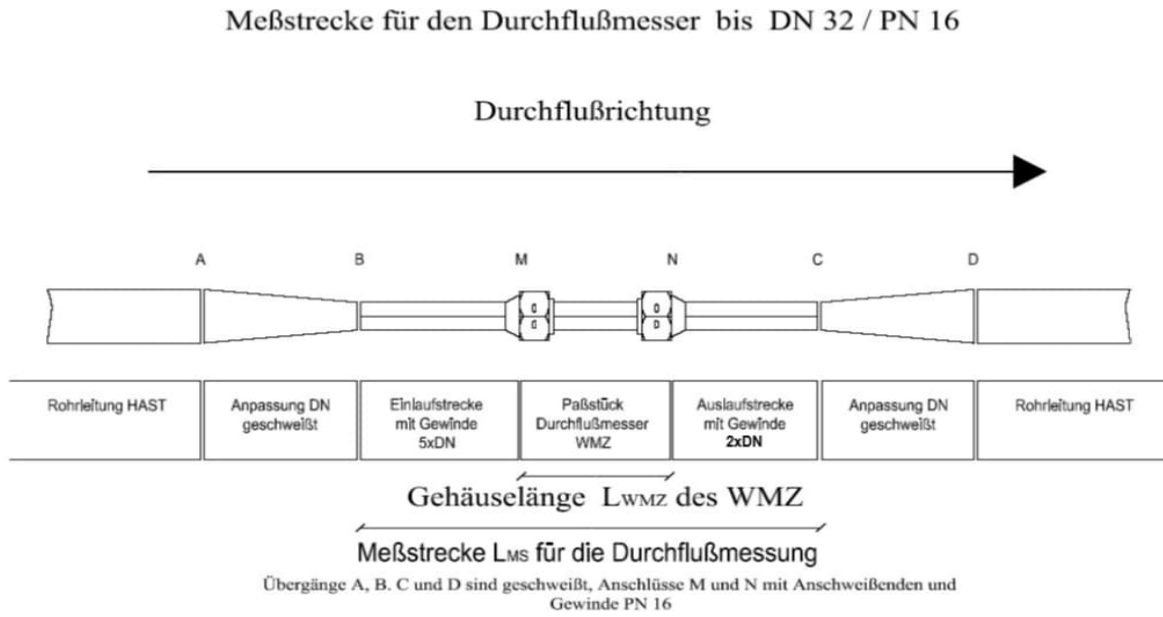 Meßstrecke für den Durchflußmesser bis DN 32 / PN 16
Durchflußrichtung
A B M N C D
Rohrleitung HAST
Anpassung DN
geschweißt
Einlaufstrecke
mit Gewinde
5xDN
Paßstück
Durchflußmesser
WMZ
Auslaufstrecke
mit Gewinde
2xDN
Anpassung DN
geschweißt
Rohrleitung HAST
Gehäuselänge LWMZ des WMZ
Meßstrecke LMS für die Durchflußmessung
Übergänge A, B. C und D sind geschweißt, Anschlüsse M und N mit Anschweißenden und
Gewinde PN 16